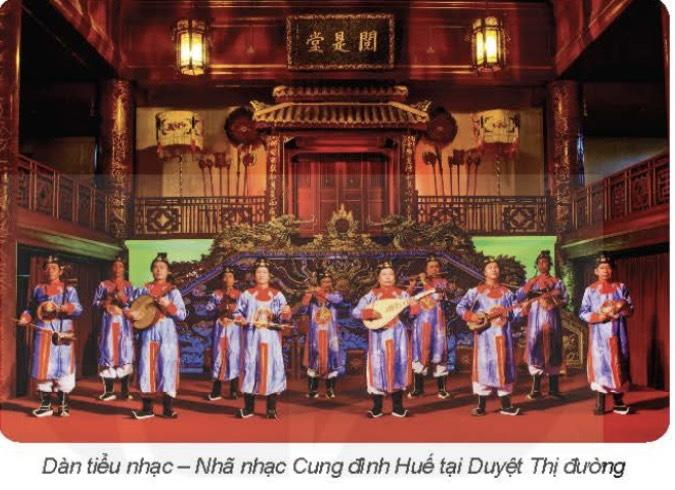 堂是閱
Dàn tiểu nhạc – Nhã nhạc Cung đình Huế tại Duyệt Thị đường